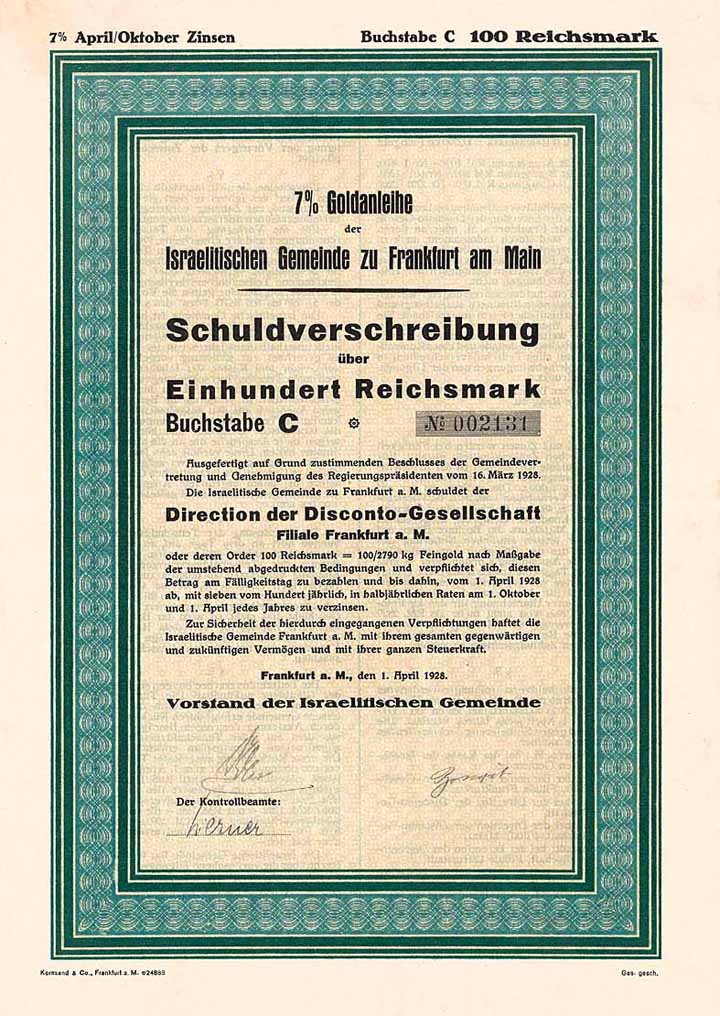 7% April/Oktober Zinsen Buchstabe C 100 Reichsmark
7% Goldanleihe
der
Israelitischen Gemeinde zu Frankfurt am Main
Schuldverschreibung
über
Einhundert Reichsmark
Buchstabe C № 002131
Ausgefertigt auf Grund zustimmenden Beschlusses der Gemeindever-
tretung und Genehmigung des Regierungspräsidenten vom 16. März 1928.
Die Israelitische Gemeinde zu Frankfurt a. M. schuldet der
Direction der Disconto-Gesellschaft
Filiale Frankfurt a. M.
oder deren Order 100 Reichsmark = 100/2790 kg Feingold nach Maßgabe
der umstehend abgedruckten Bedingungen und verpflichtet sich, diesen
Betrag am Fälligkeitstag zu bezahlen und bis dahin, vom 1. April 1928
ab, mit sieben vom Hundert jährlich, in halbjährlichen Raten am 1. Oktober
und 1. April jedes Jahres zu verzinsen.
Zur Sicherheit der hierdurch eingegangenen Verpflichtungen haftet die
Israelitische Gemeinde Frankfurt a. M. mit ihrem gesamten gegenwärtigen
und zukünftigen Vermögen und mit ihrer ganzen Steuerkraft.
Frankfurt a. M., den 1. April 1928.
Vorstand der Israelitischen Gemeinde
Der Kontrollbeamte:
Werner
Kornsand & Co., Frankfurt a. M. 24888
Ges. gesch.